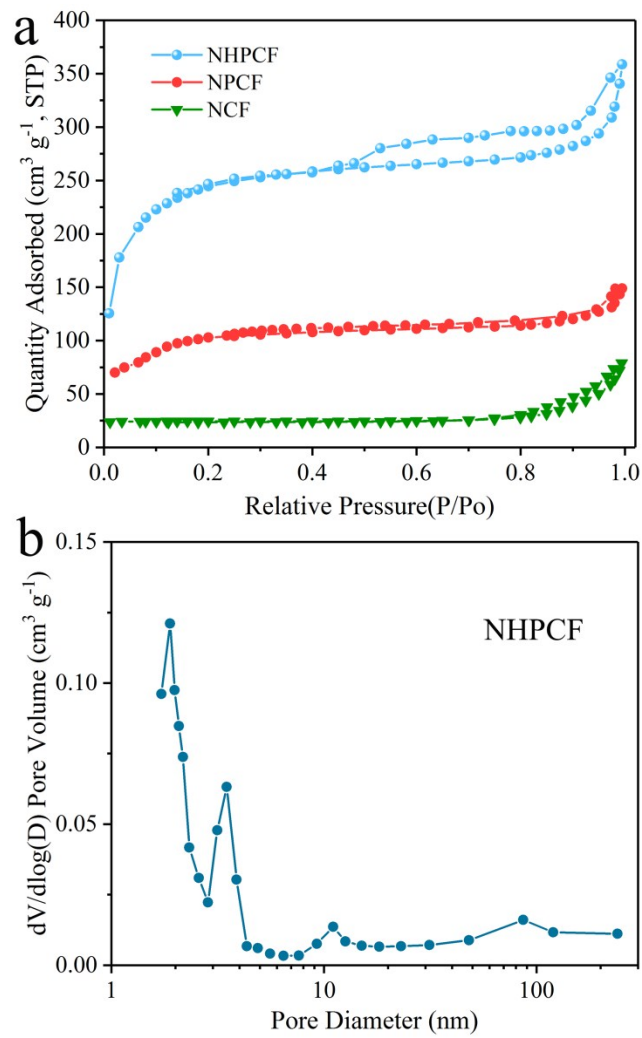 a
400
350
300
250
200
150
100
50
0
Quantity Adsorbed (cm³ g⁻¹, STP)
NHPCF
NPCF
NCF
0.0 0.2 0.4 0.6 0.8 1.0
Relative Pressure(P/Po)
b
0.15
0.10
0.05
0.00
dV/dlog(D) Pore Volume (cm³ g⁻¹)
NHPCF
1 10 100
Pore Diameter (nm)